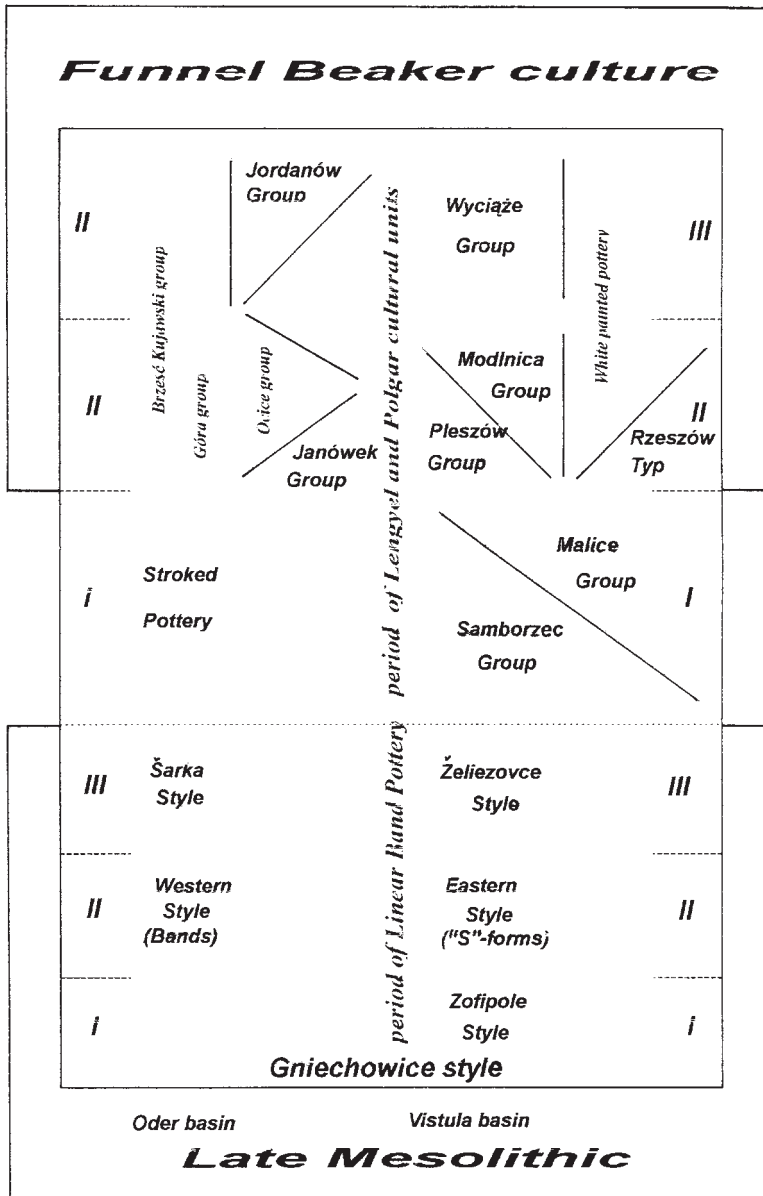 Funnel Beaker culture
Jordanów
Group
Wyciąże
Group
II
III
Brześć Kujawski group
White painted pottery
period of Lengyel and Polgar cultural units
Modlnica
Group
II
Góra group
Ocice group
II
Pleszów
Group
Rzeszów
Typ
Janówek
Group
Malice
Group
Stroked
Pottery
i
I
Samborzec
Group
period of Linear Band Pottery
Šarka
Style
Želiezovce
Style
III
III
Western
Style
(Bands)
Eastern
Style
("S"-forms)
II
II
Zofipole
Style
i
i
Gniechowice style
Oder basin
Vistula basin
Late Mesolithic